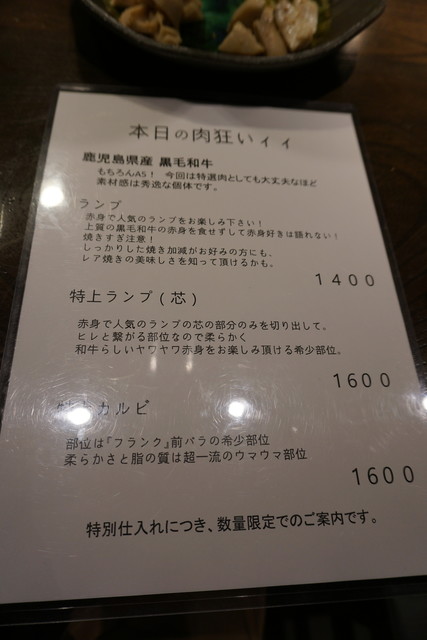 本日の肉狂いィィ
鹿児島県産 黒毛和牛
もちろんA5！ 今回は特選肉としても大丈夫なほど
素材感は秀逸な個体です。
ランプ
赤身で人気のランプをお楽しみ下さい！
上質の黒毛和牛の赤身を食せずして赤身好きは語れない！
焼きすぎ注意！
しっかりした焼き加減がお好みの方にも、
レア焼きの美味しさを知って頂けるかも。
1400
特上ランプ(芯)
赤身で人気のランプの芯の部分のみを切り出して。
ヒレと繋がる部位なので柔らかく
和牛らしいヤワヤワ赤身をお楽しみ頂ける希少部位。
1600
カルビ
部位は「フランク」前バラの希少部位
柔らかさと脂の質は超一流のウマウマ部位
1600
特別仕入れにつき、数量限定でのご案内です。